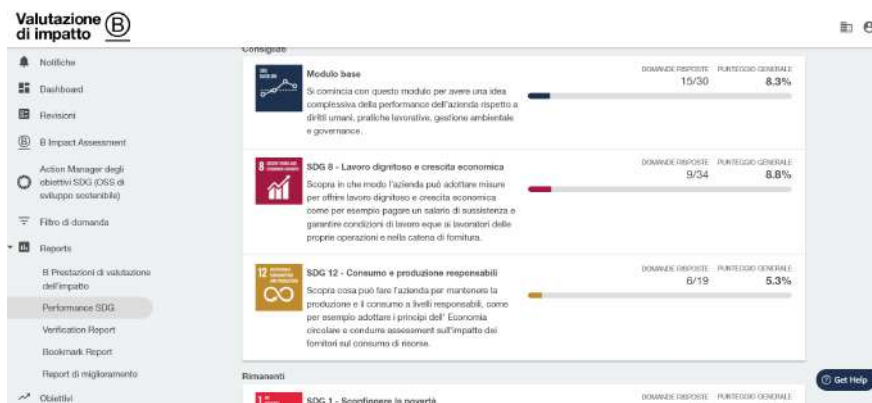 Valutazione
di impatto B
Consigliate
Notifiche
Dashboard
Revisioni
B Impact Assessment
Action Manager degli
obiettivi SDG (OSS di
sviluppo sostenibile)
Filtro di domanda
Reports
B Prestazioni di valutazione
dell'impatto
Performance SDG
Verification Report
Bookmark Report
Report di miglioramento
Obiettivi
Modulo base
Si comincia con questo modulo per avere una idea
complessiva della performance dell'azienda rispetto a
diritti umani, pratiche lavorative, gestione ambientale
e governance.
DOMANDE RISPOSTE PUNTEGGIO GENERALE
15/30 8.3%
8
SDG 8 - Lavoro dignitoso e crescita economica
Scopra in che modo l'azienda può adottare misure
per offrire lavoro dignitoso e crescita economica
come per esempio pagare un salario di sussistenza e
garantire condizioni di lavoro eque ai lavoratori delle
proprie operazioni e nella catena di fornitura.
DOMANDE RISPOSTE PUNTEGGIO GENERALE
9/34 8.8%
12
SDG 12 - Consumo e produzione responsabili
Scopra cosa può fare l'azienda per mantenere la
produzione e il consumo a livelli responsabili, come
per esempio adottare i principi dell' Economia
circolare e condurre assessment sull'impatto dei
fornitori sul consumo di risorse.
DOMANDE RISPOSTE PUNTEGGIO GENERALE
6/19 5.3%
Rimanenti
1
SDG 1 - Sconfiggere la povertà
DOMANDE RISPOSTE PUNTEGGIO GENERALE
Get Help